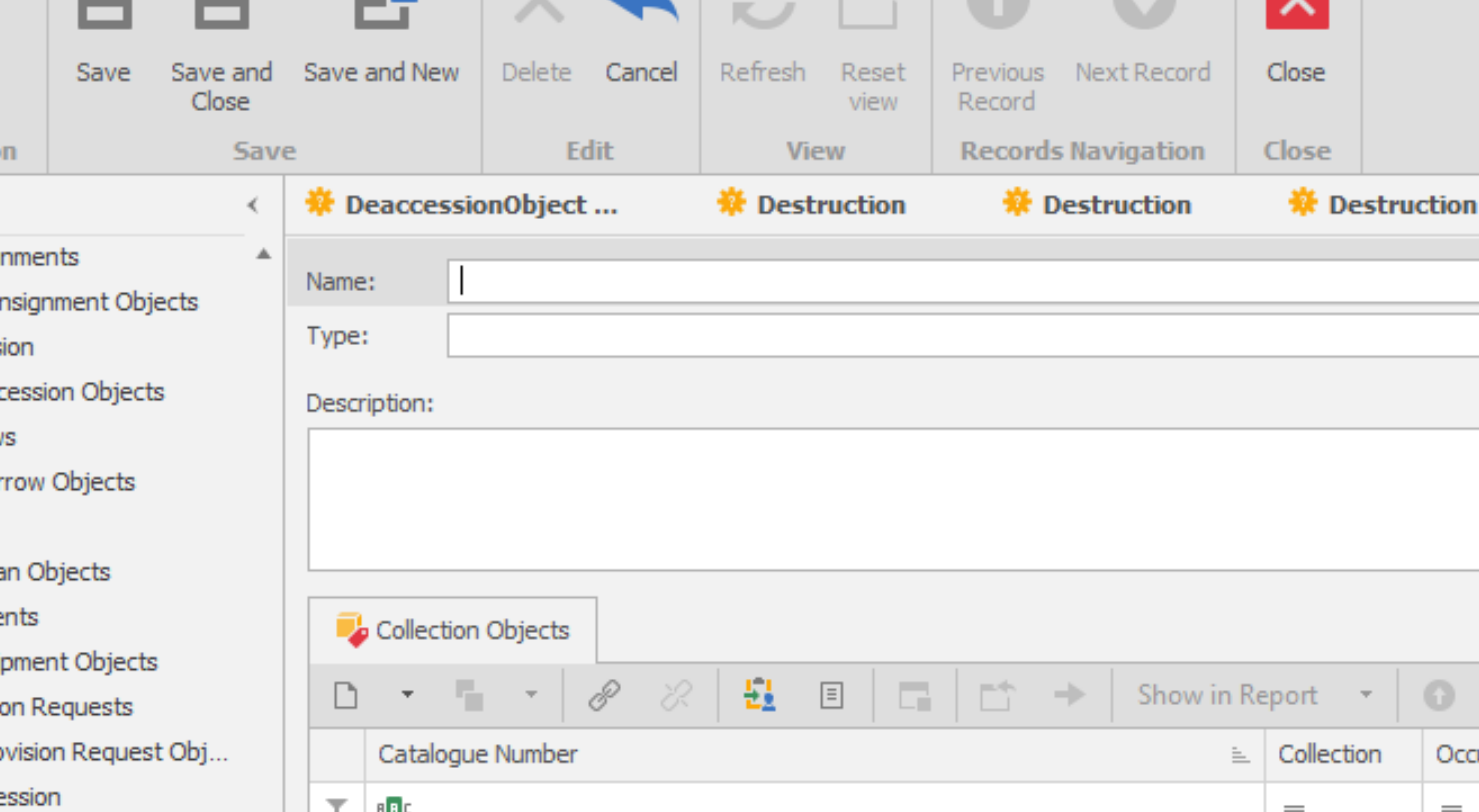 Save
Save and Close
Save and New
Delete
Cancel
Refresh
Reset view
Previous Record
Next Record
Close
Save
Edit
View
Records Navigation
Close
DeaccessionObject ...
Destruction
Destruction
Destruction
nments
nsignment Objects
sion
cession Objects
ws
rrow Objects
an Objects
ents
pment Objects
on Requests
ovision Request Obj...
ession
Name:
Type:
Description:
Collection Objects
Show in Report
Catalogue Number
Collection
Occu